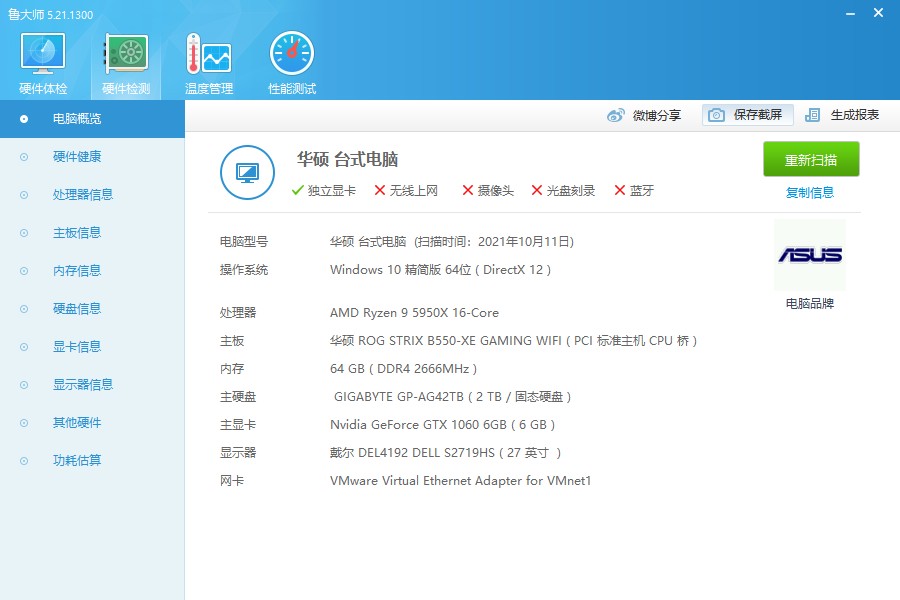 鲁大师 5.21.1300
硬件体检 硬件检测 温度管理 性能测试
微博分享 保存截屏 生成报表
电脑概览
硬件健康
处理器信息
主板信息
内存信息
硬盘信息
显卡信息
显示器信息
其他硬件
功耗估算
华硕 台式电脑
独立显卡 无线上网 摄像头 光盘刻录 蓝牙
重新扫描
复制信息
电脑型号 华硕 台式电脑 (扫描时间：2021年10月11日)
操作系统 Windows 10 精简版 64位 ( DirectX 12 )
处理器 AMD Ryzen 9 5950X 16-Core
主板 华硕 ROG STRIX B550-XE GAMING WIFI ( PCI 标准主机 CPU 桥 )
内存 64 GB ( DDR4 2666MHz )
主硬盘 GIGABYTE GP-AG42TB ( 2 TB / 固态硬盘 )
主显卡 Nvidia GeForce GTX 1060 6GB ( 6 GB )
显示器 戴尔 DEL4192 DELL S2719HS ( 27 英寸 )
网卡 VMware Virtual Ethernet Adapter for VMnet1
ASUS
电脑品牌